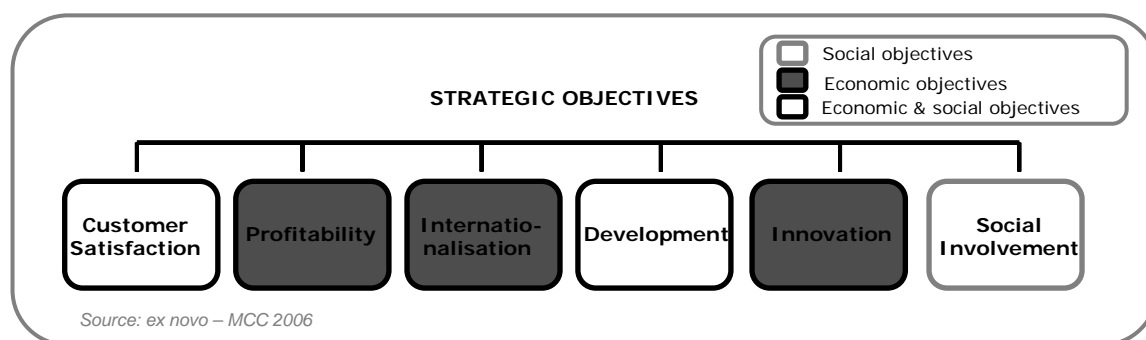 Social objectives
Economic objectives
Economic & social objectives
STRATEGIC OBJECTIVES
Customer
Satisfaction
Profitability
Internatio-
nalisation
Development
Innovation
Social
Involvement
Source: ex novo – MCC 2006